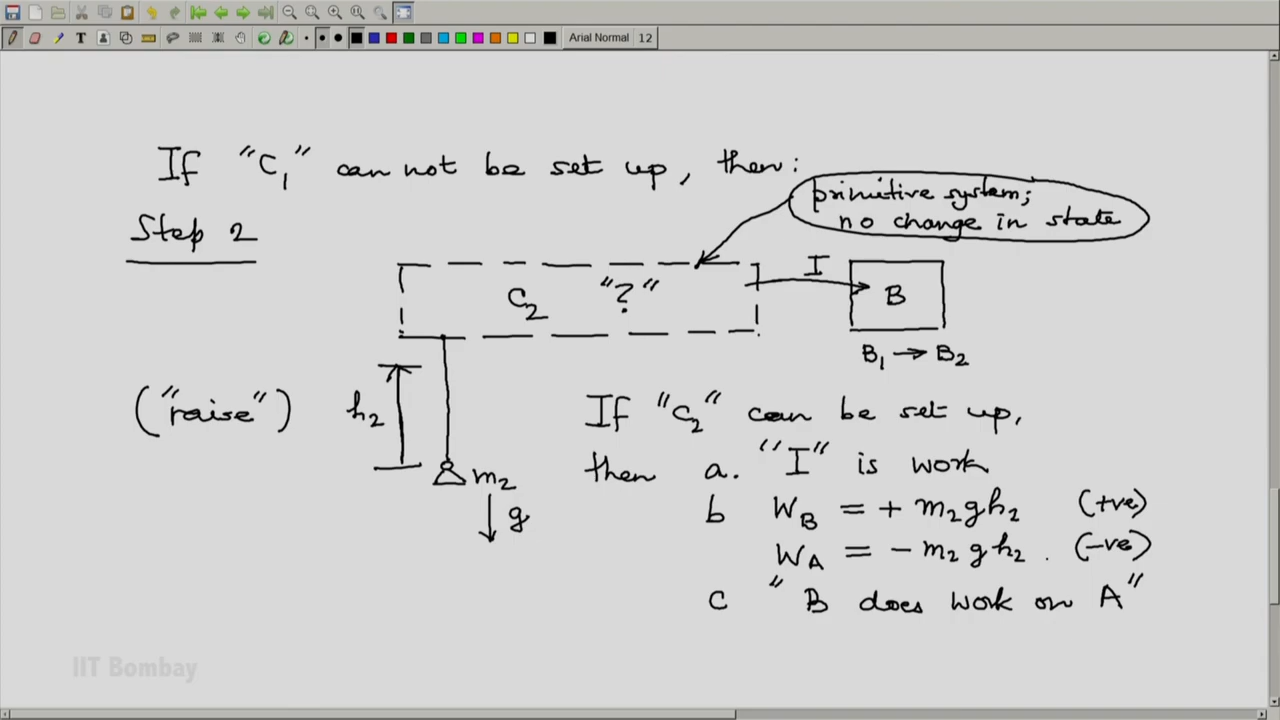 Arial Normal 12
If "C₁" can not be set up, then:
primitive system;
no change in state
Step 2
C₂ "?"
I
B
B₁ → B₂
("raise")
h₂
m₂
g
If "C₂" can be set up,
then a. "I" is work
b W_B = + m₂gh₂ (+ve)
W_A = - m₂gh₂. (-ve)
c "B does work on A"
IIT Bombay